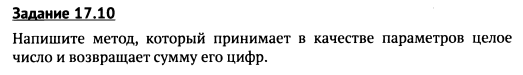 Задание 17.10
Напишите метод, который принимает в качестве параметров целое
число и возвращает сумму его цифр.